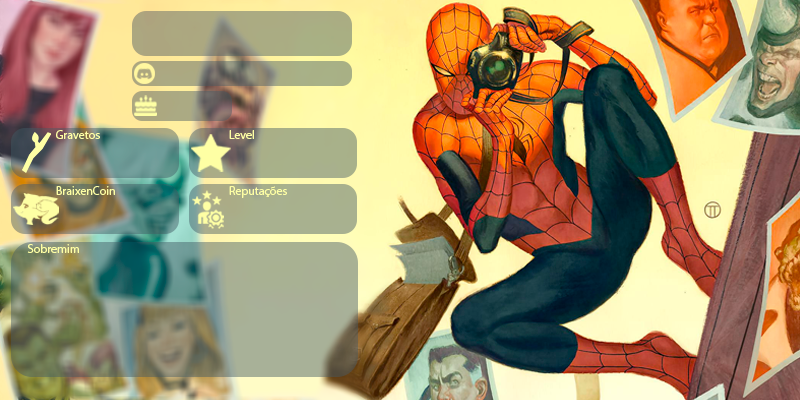 Gravetos
Level
BraixenCoin
Reputações
Sobremim